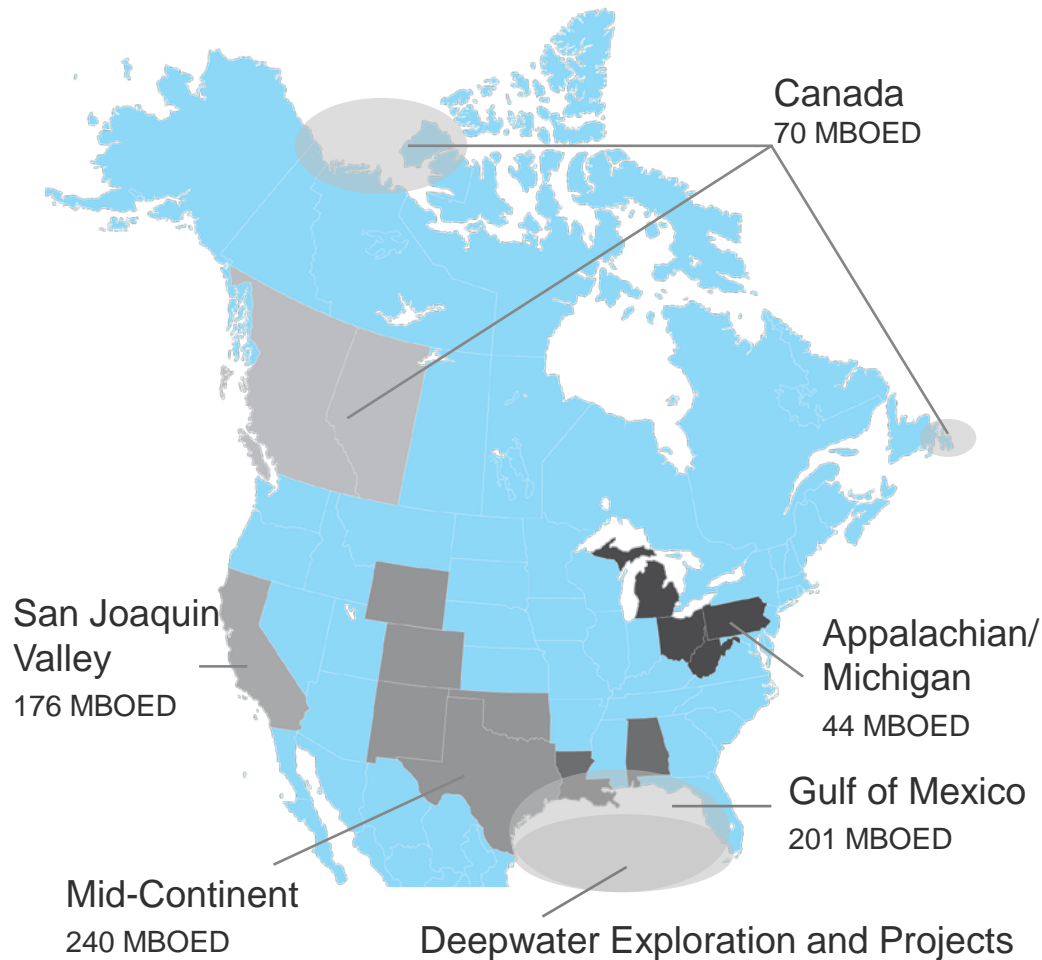 Canada
70 MBOED
San Joaquin
Valley
176 MBOED
Appalachian/
Michigan
44 MBOED
Gulf of Mexico
201 MBOED
Mid-Continent
240 MBOED
Deepwater Exploration and Projects